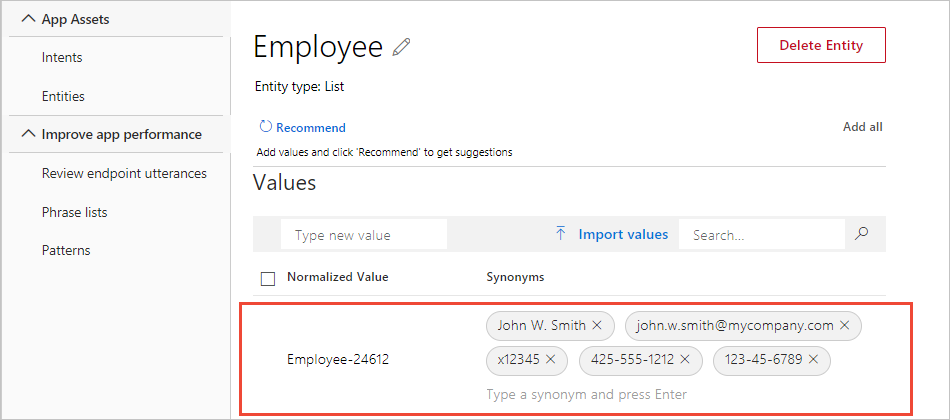 App Assets
Intents
Entities
Improve app performance
Review endpoint utterances
Phrase lists
Patterns
Employee
Delete Entity
Entity type: List
Recommend
Add all
Add values and click 'Recommend' to get suggestions
Values
Type new value
Import values
Search...
Normalized Value Synonyms
John W. Smith john.w.smith@mycompany.com
Employee-24612
x12345 425-555-1212 123-45-6789
Type a synonym and press Enter